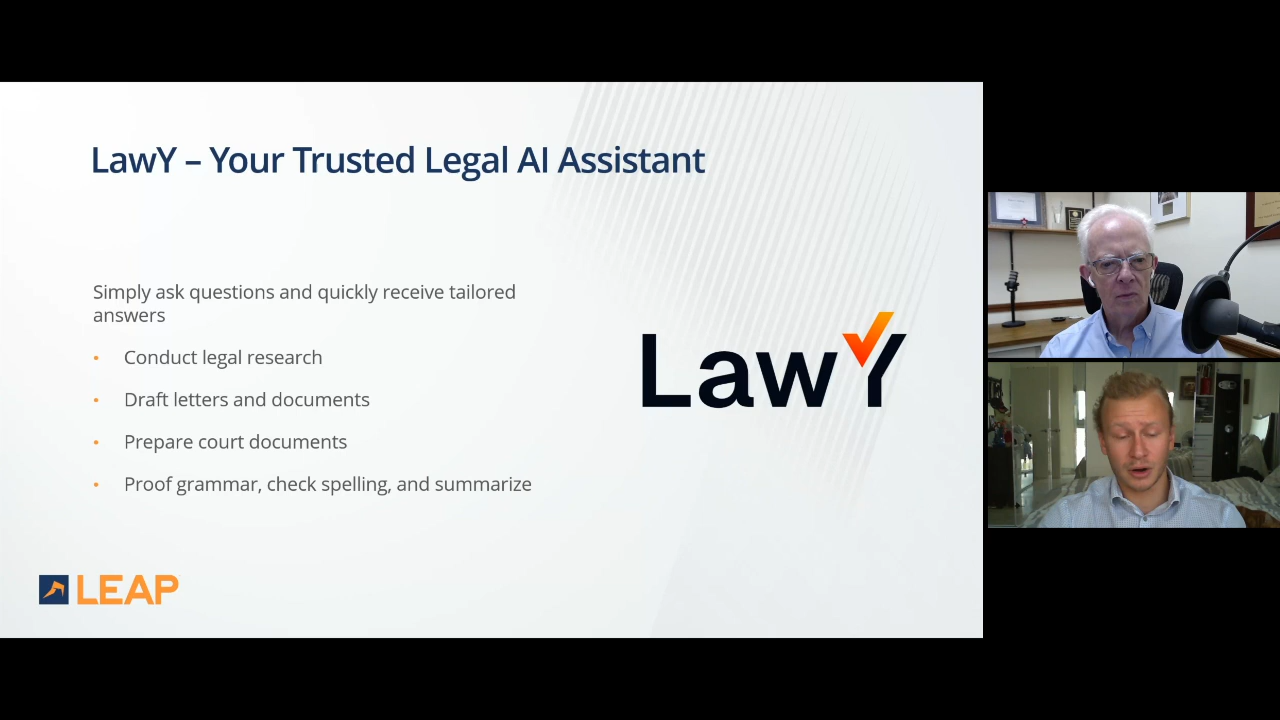 LawY – Your Trusted Legal AI Assistant
Simply ask questions and quickly receive tailored
answers
• Conduct legal research
• Draft letters and documents
• Prepare court documents
• Proof grammar, check spelling, and summarize
LawY
LEAP